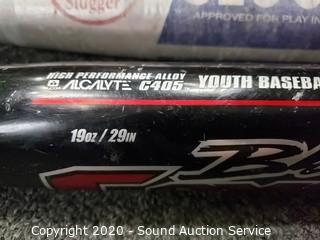 Slugger
APPROVED FOR PLAY IN
HIGH PERFORMANCE ALLOY
ALCALYTE C405 YOUTH BASEBA
19oz / 29in
Copyright 2020 - Sound Auction Service